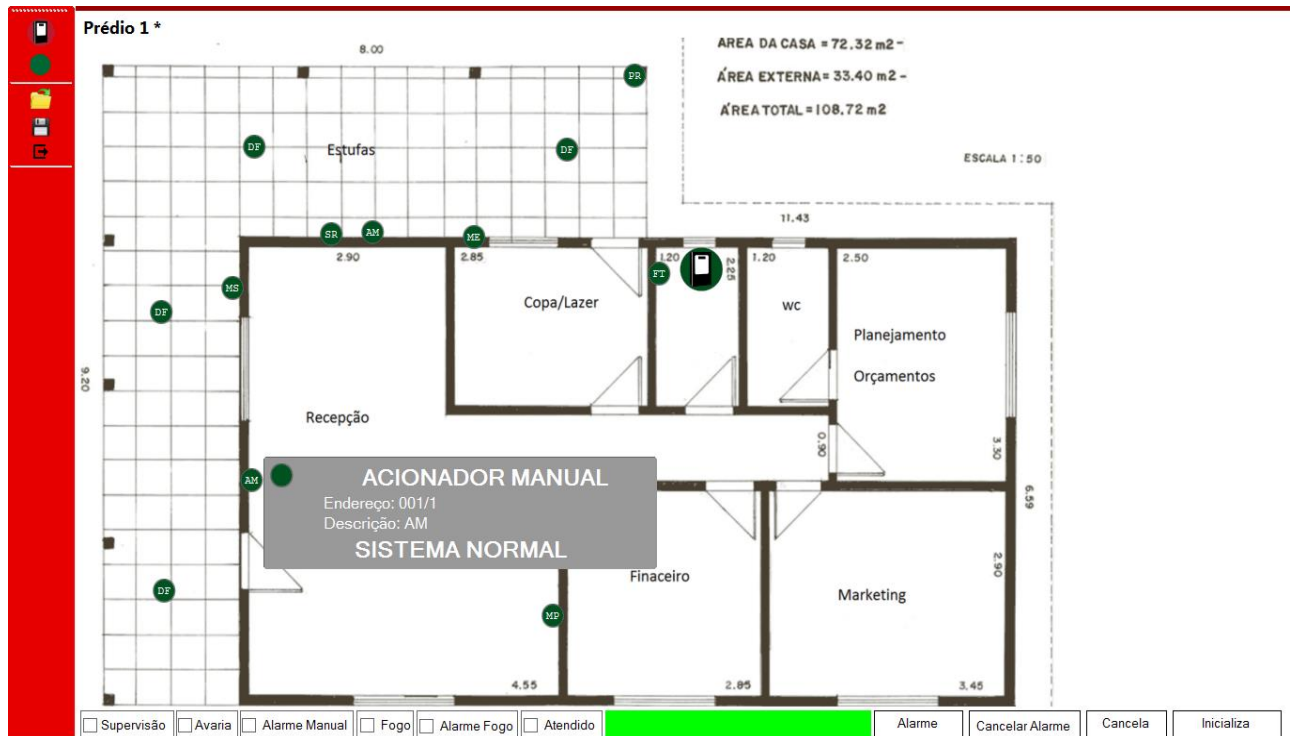 Prédio 1 *
8.00
AREA DA CASA = 72.32 m2 -
ÁREA EXTERNA = 33.40 m2 -
ÁREA TOTAL = 108.72 m2
ESCALA 1:50
PR
DF
Estufas
DF
11.43
SR
AM
ME
2.90
2.85
1.20
2.25
1.20
2.50
FT
MS
DF
Copa/Lazer
wc
Planejamento
Orçamentos
9.20
Recepção
0.90
3.30
6.59
AM
ACIONADOR MANUAL
Endereço: 001/1
Descrição: AM
SISTEMA NORMAL
2.90
DF
Finaceiro
Marketing
MP
4.55
2.85
3.45
Supervisão
Avaria
Alarme Manual
Fogo
Alarme Fogo
Atendido
Alarme
Cancelar Alarme
Cancela
Inicializa